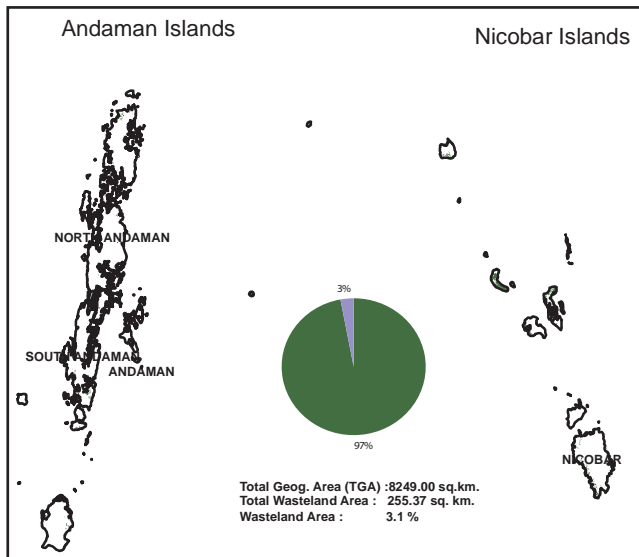 Andaman Islands
Nicobar Islands
NORTH ANDAMAN
3%
SOUTH ANDAMAN
ANDAMAN
97%
NICOBAR
Total Geog. Area (TGA) :8249.00 sq.km.
Total Wasteland Area : 255.37 sq. km.
Wasteland Area : 3.1 %